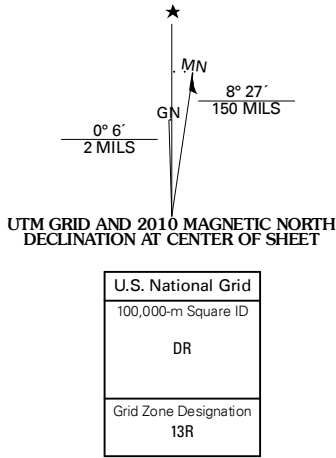 ★
MN
8° 27´
150 MILS
GN
0° 6´
2 MILS
UTM GRID AND 2010 MAGNETIC NORTH
DECLINATION AT CENTER OF SHEET
U.S. National Grid
100,000-m Square ID
DR
Grid Zone Designation
13R